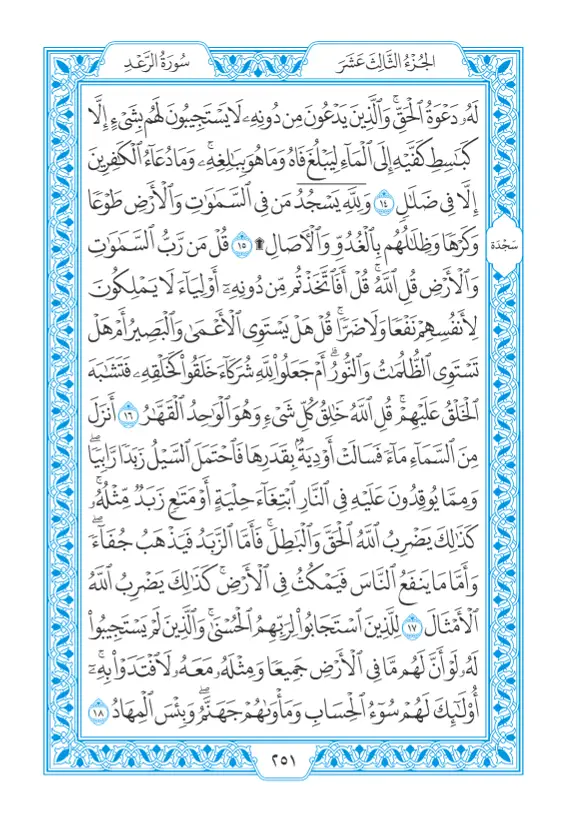 الجُزْءُ الثَّالِثَ عَشَرَ
سُورَةُ الرَّعْدِ
لَهُۥ دَعْوَةُ ٱلْحَقِّۖ وَٱلَّذِينَ يَدْعُونَ مِن دُونِهِۦ لَا يَسْتَجِيبُونَ لَهُم بِشَىْءٍ إِلَّا
كَبَـٰسِطِ كَفَّيْهِ إِلَى ٱلْمَآءِ لِيَبْلُغَ فَاهُ وَمَا هُوَ بِبَـٰلِغِهِۦۚ وَمَا دُعَآءُ ٱلْكَـٰفِرِينَ
إِلَّا فِى ضَلَـٰلٍ ١٤ وَلِلَّهِ يَسْجُدُ مَن فِى ٱلسَّمَـٰوَٰتِ وَٱلْأَرْضِ طَوْعًا
وَكَرْهًا وَظِلَـٰلُهُم بِٱلْغُدُوِّ وَٱلْـَٔاصَالِ ۩ ١٥ قُلْ مَن رَّبُّ ٱلسَّمَـٰوَٰتِ
سَجْدَة
وَٱلْأَرْضِ قُلِ ٱللَّهُۚ قُلْ أَفَٱتَّخَذْتُم مِّن دُونِهِۦٓ أَوْلِيَآءَ لَا يَمْلِكُونَ
لِأَنفُسِهِمْ نَفْعًا وَلَا ضَرًّاۚ قُلْ هَلْ يَسْتَوِى ٱلْأَعْمَىٰ وَٱلْبَصِيرُ أَمْ هَلْ
تَسْتَوِى ٱلظُّلُمَـٰتُ وَٱلنُّورُۗ أَمْ جَعَلُوا۟ لِلَّهِ شُرَكَآءَ خَلَقُوا۟ كَخَلْقِهِۦ فَتَشَـٰبَهَ
ٱلْخَلْقُ عَلَيْهِمْۚ قُلِ ٱللَّهُ خَـٰلِقُ كُلِّ شَىْءٍ وَهُوَ ٱلْوَٰحِدُ ٱلْقَهَّـٰرُ ١٦ أَنزَلَ
مِنَ ٱلسَّمَآءِ مَآءً فَسَالَتْ أَوْدِيَةٌۢ بِقَدَرِهَا فَٱحْتَمَلَ ٱلسَّيْلُ زَبَدًا رَّابِيًاۖ
وَمِمَّا يُوقِدُونَ عَلَيْهِ فِى ٱلنَّارِ ٱبْتِغَآءَ حِلْيَةٍ أَوْ مَتَـٰعٍ زَبَدٌ مِّثْلُهُۥۚ
كَذَٰلِكَ يَضْرِبُ ٱللَّهُ ٱلْحَقَّ وَٱلْبَـٰطِلَۚ فَأَمَّا ٱلزَّبَدُ فَيَذْهَبُ جُفَآءًۖ
وَأَمَّا مَا يَنفَعُ ٱلنَّاسَ فَيَمْكُثُ فِى ٱلْأَرْضِۚ كَذَٰلِكَ يَضْرِبُ ٱللَّهُ
ٱلْأَمْثَالَ ١٧ لِلَّذِينَ ٱسْتَجَابُوا۟ لِرَبِّهِمُ ٱلْحُسْنَىٰۚ وَٱلَّذِينَ لَمْ يَسْتَجِيبُوا۟
لَهُۥ لَوْ أَنَّ لَهُم مَّا فِى ٱلْأَرْضِ جَمِيعًا وَمِثْلَهُۥ مَعَهُۥ لَٱفْتَدَوْا۟ بِهِۦٓۚ
أُو۟لَـٰٓئِكَ لَهُمْ سُوٓءُ ٱلْحِسَابِ وَمَأْوَىٰهُمْ جَهَنَّمُۖ وَبِئْسَ ٱلْمِهَادُ ١٨
٢٥١